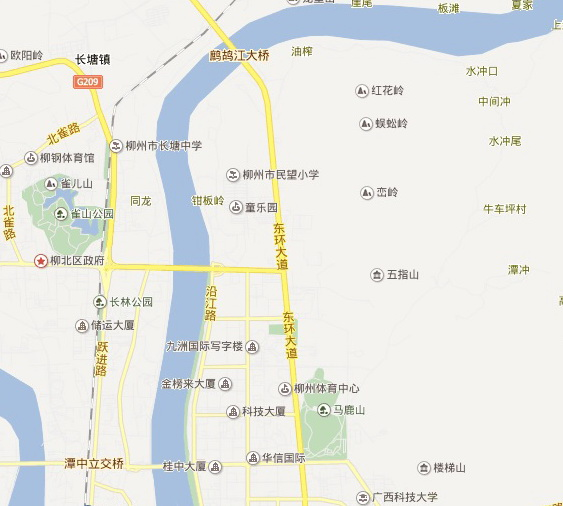 崖尾
板滩
夏家
欧阳岭
长塘镇
鹧鸪江大桥
油榨
G209
水冲口
红花岭
中间冲
北雀路
蜈蚣岭
柳州市长塘中学
水冲尾
柳钢体育馆
柳州市民望小学
雀儿山
峦岭
同龙
钳板岭
童乐园
牛车坪村
雀山公园
北雀路
东环大道
柳北区政府
五指山
潭冲
沿江路
长林公园
储运大厦
东环大道
跃进路
九洲国际写字楼
金榜来大厦
柳州体育中心
科技大厦
马鹿山
潭中立交桥
桂中大厦
华信国际
楼梯山
广西科技大学